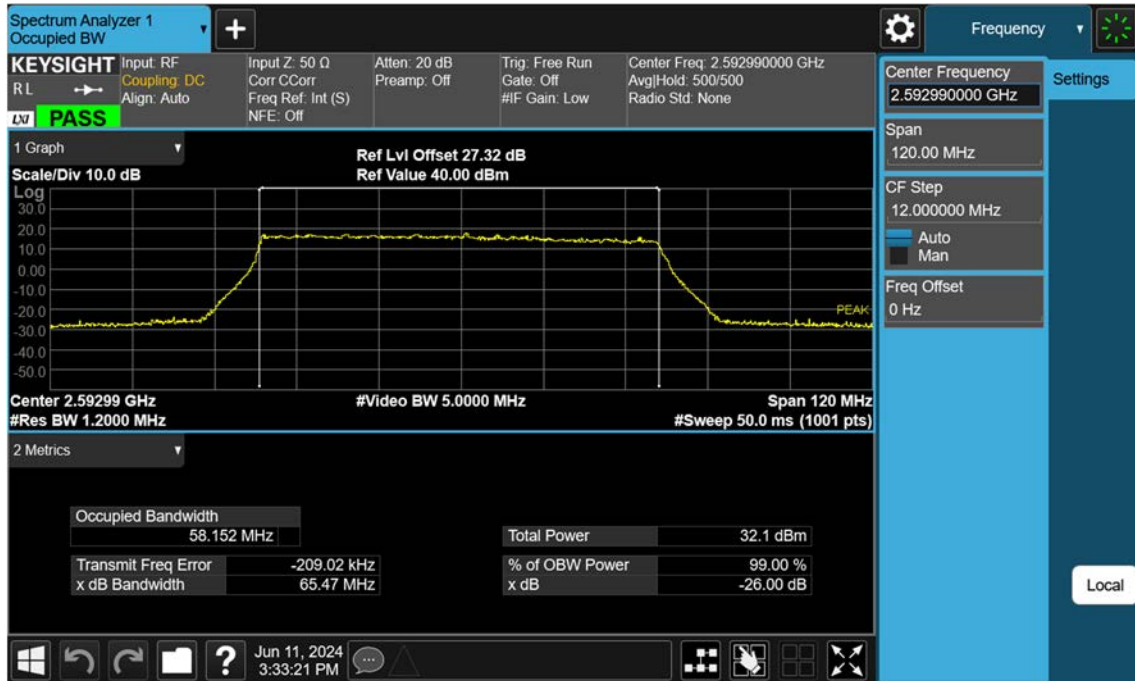 Spectrum Analyzer 1
Occupied BW
+
Frequency
KEYSIGHT
R L
LXI
PASS
Input: RF
Coupling: DC
Align: Auto
Input Z: 50 Ω
Corr CCorr
Freq Ref: Int (S)
NFE: Off
Atten: 20 dB
Preamp: Off
Trig: Free Run
Gate: Off
#IF Gain: Low
Center Freq: 2.592990000 GHz
Avg|Hold: 500/500
Radio Std: None
Center Frequency
2.592990000 GHz
Settings
Span
120.00 MHz
CF Step
12.000000 MHz
Auto
Man
Freq Offset
0 Hz
1 Graph
Scale/Div 10.0 dB
Ref Lvl Offset 27.32 dB
Ref Value 40.00 dBm
Log
30.0
20.0
10.0
0.00
-10.0
-20.0
-30.0
-40.0
-50.0
PEAK
Center 2.59299 GHz
#Video BW 5.0000 MHz
Span 120 MHz
#Res BW 1.2000 MHz
#Sweep 50.0 ms (1001 pts)
2 Metrics
Occupied Bandwidth
58.152 MHz
Total Power 32.1 dBm
Transmit Freq Error -209.02 kHz
% of OBW Power 99.00 %
x dB Bandwidth 65.47 MHz
x dB -26.00 dB
Local
?
Jun 11, 2024
3:33:21 PM